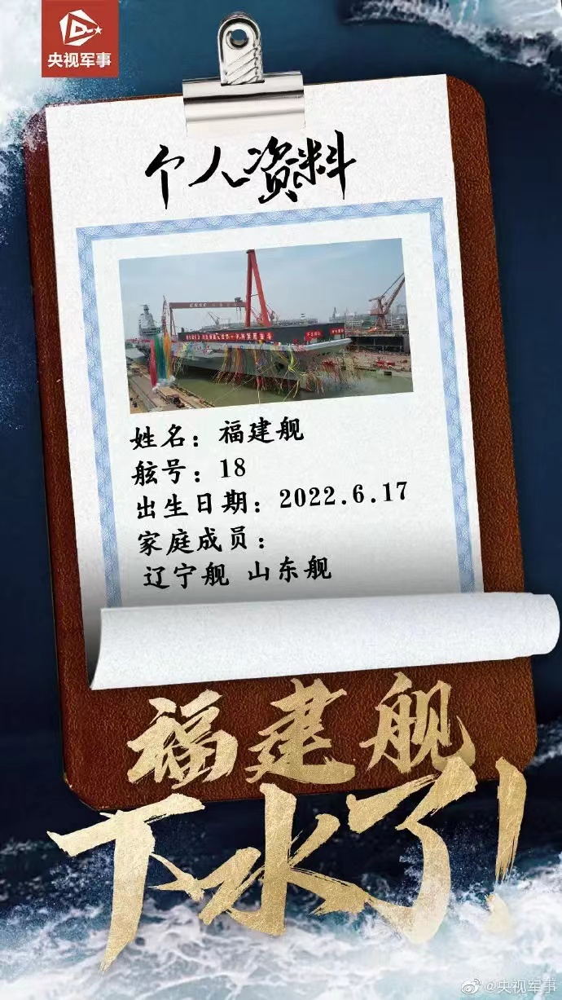 央视军事
个人资料
姓名：福建舰
舷号：18
出生日期：2022.6.17
家庭成员：
辽宁舰 山东舰
福建舰
下水了！
@央视军事